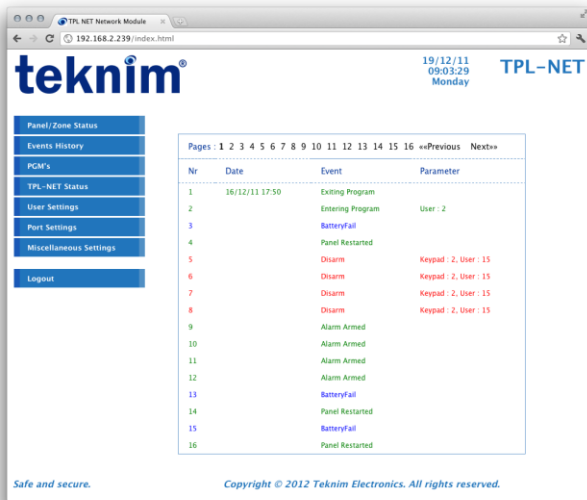 TPL NET Network Module
192.168.2.239/index.html
teknim®
19/12/11
09:03:29
Monday
TPL-NET
Panel/Zone Status
Events History
PGM's
TPL-NET Status
User Settings
Port Settings
Miscellaneous Settings
Logout
Pages : 1 2 3 4 5 6 7 8 9 10 11 12 13 14 15 16 ««Previous Next»»
Nr Date Event Parameter
1 16/12/11 17:50 Exiting Program
2 Entering Program User : 2
3 BatteryFail
4 Panel Restarted
5 Disarm Keypad : 2, User : 15
6 Disarm Keypad : 2, User : 15
7 Disarm Keypad : 2, User : 15
8 Disarm Keypad : 2, User : 15
9 Alarm Armed
10 Alarm Armed
11 Alarm Armed
12 Alarm Armed
13 BatteryFail
14 Panel Restarted
15 BatteryFail
16 Panel Restarted
Safe and secure.
Copyright © 2012 Teknim Electronics. All rights reserved.